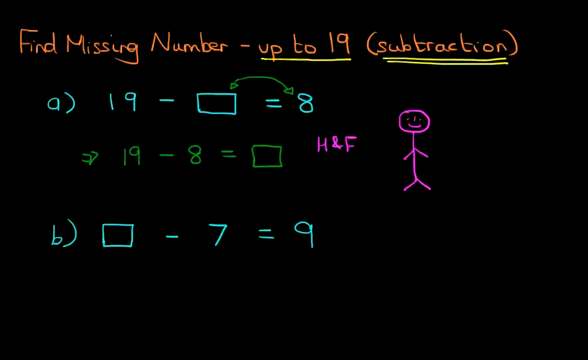 Find Missing Number - up to 19 (subtraction)
a) 19 - □ = 8
⇒ 19 - 8 = □
H&F
b) □ - 7 = 9